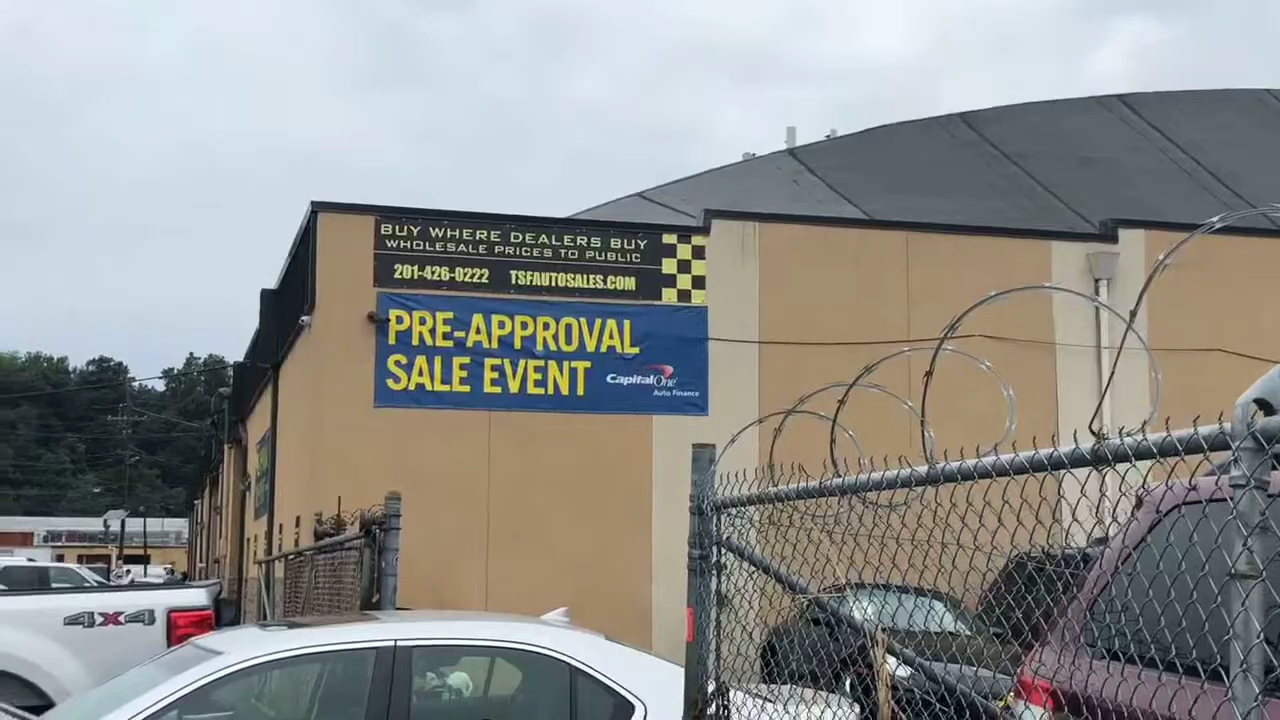 BUY WHERE DEALERS BUY
WHOLESALE PRICES TO PUBLIC
201-426-0222 TSFAUTOSALES.COM
PRE-APPROVAL
SALE EVENT
Capital One
Auto Finance
4x4